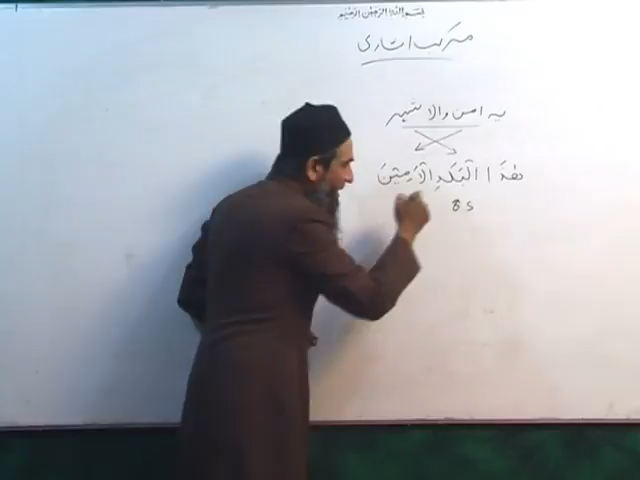 بسم اللہ الرحمٰن الرحیم
مرکب اشاری
یہ امن والا شہر
هٰذَا الْبَلَدِ الْاَمِيْنَ